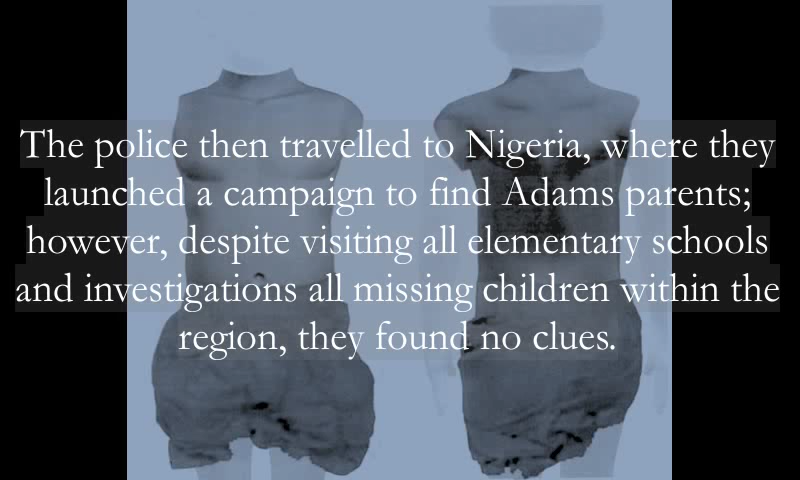 The police then travelled to Nigeria, where they
launched a campaign to find Adams parents;
however, despite visiting all elementary schools
and investigations all missing children within the
region, they found no clues.